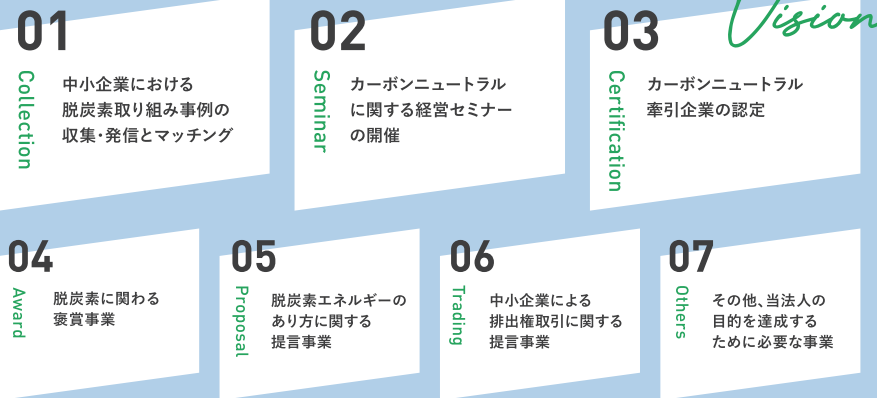 Vision
01
Collection
中小企業における
脱炭素取り組み事例の
収集・発信とマッチング
02
Seminar
カーボンニュートラル
に関する経営セミナー
の開催
03
Certification
カーボンニュートラル
牽引企業の認定
04
Award
脱炭素に関わる
褒賞事業
05
Proposal
脱炭素エネルギーの
あり方に関する
提言事業
06
Trading
中小企業による
排出権取引に関する
提言事業
07
Others
その他、当法人の
目的を達成する
ために必要な事業